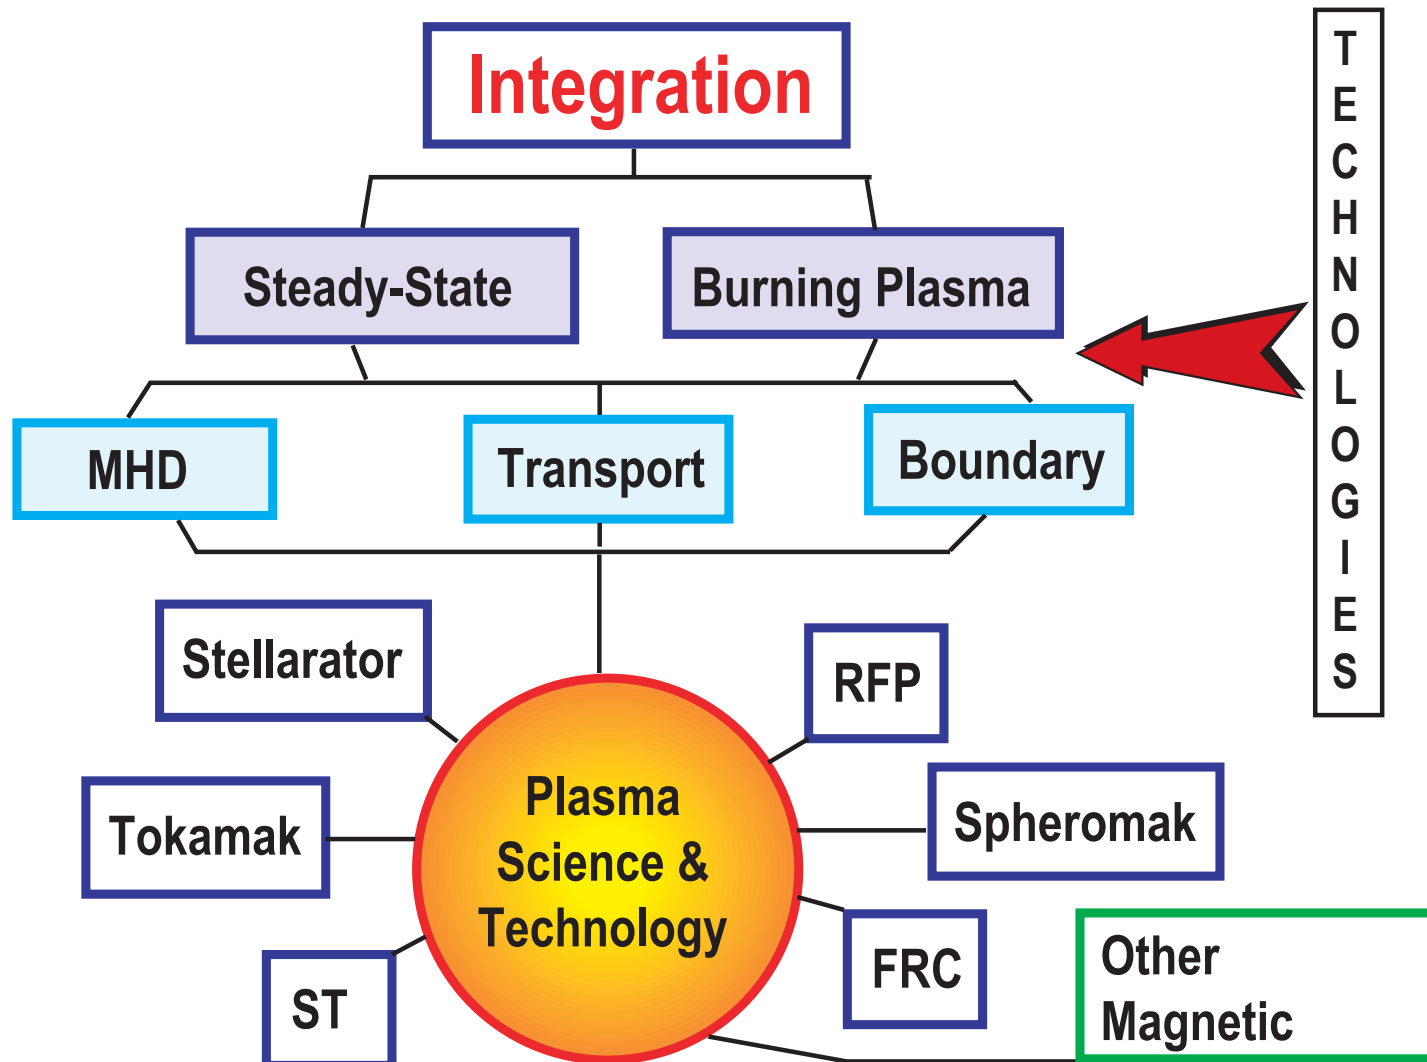 Integration
Steady-State
Burning Plasma
MHD
Transport
Boundary
Stellarator
RFP
Tokamak
Plasma
Science &
Technology
Spheromak
ST
FRC
Other
Magnetic
TECHNOLOGIES